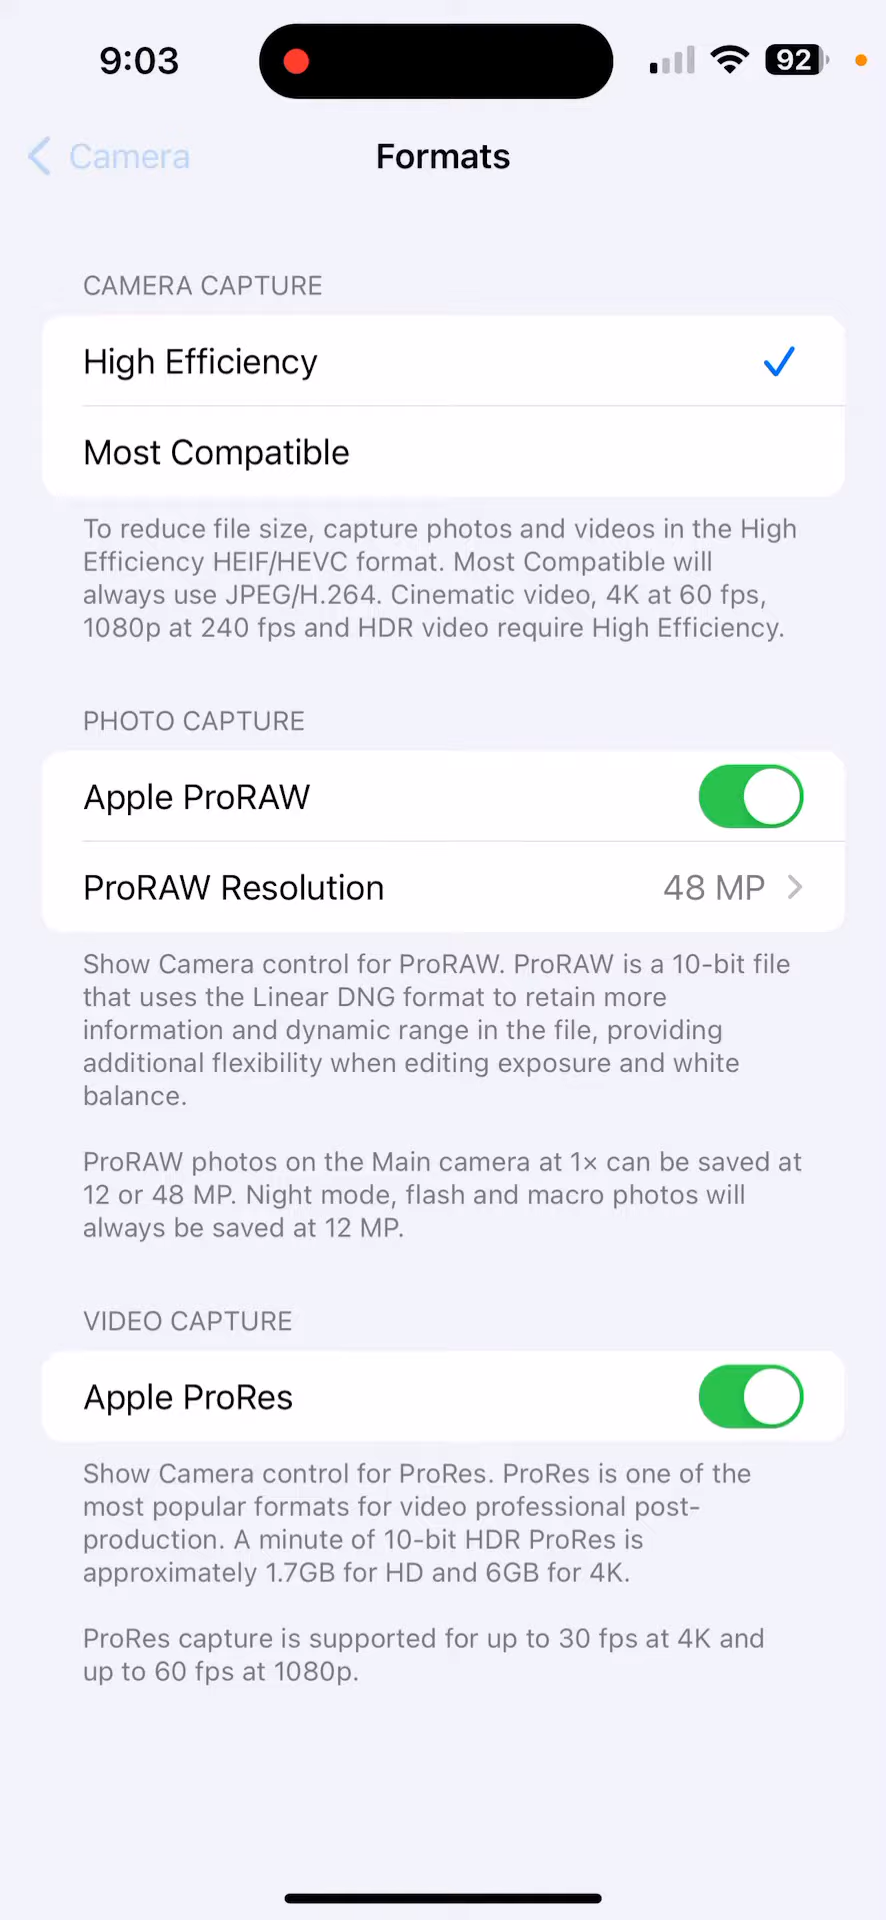 9:03
92
Camera
Formats
CAMERA CAPTURE
High Efficiency
Most Compatible
To reduce file size, capture photos and videos in the High
Efficiency HEIF/HEVC format. Most Compatible will
always use JPEG/H.264. Cinematic video, 4K at 60 fps,
1080p at 240 fps and HDR video require High Efficiency.
PHOTO CAPTURE
Apple ProRAW
ProRAW Resolution 48 MP
Show Camera control for ProRAW. ProRAW is a 10-bit file
that uses the Linear DNG format to retain more
information and dynamic range in the file, providing
additional flexibility when editing exposure and white
balance.
ProRAW photos on the Main camera at 1× can be saved at
12 or 48 MP. Night mode, flash and macro photos will
always be saved at 12 MP.
VIDEO CAPTURE
Apple ProRes
Show Camera control for ProRes. ProRes is one of the
most popular formats for video professional post-
production. A minute of 10-bit HDR ProRes is
approximately 1.7GB for HD and 6GB for 4K.
ProRes capture is supported for up to 30 fps at 4K and
up to 60 fps at 1080p.